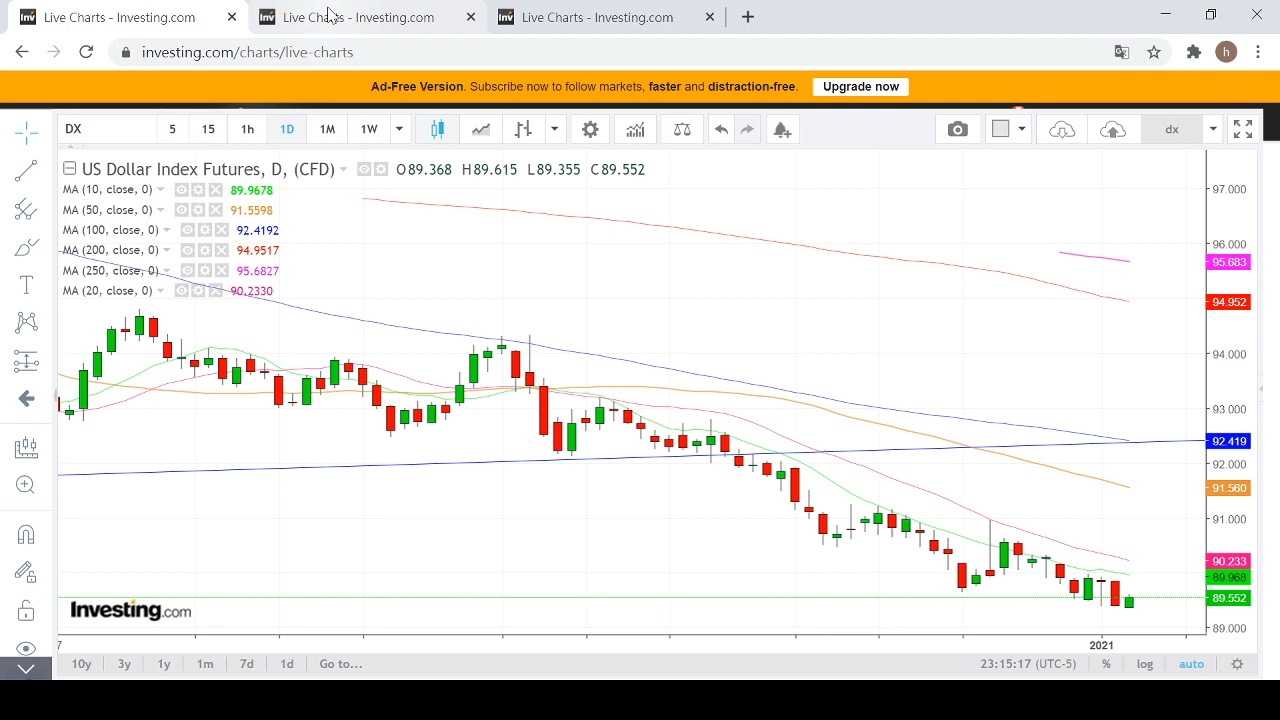 Live Charts - Investing.com
Live Charts - Investing.com
Live Charts - Investing.com
investing.com/charts/live-charts
h
Ad-Free Version. Subscribe now to follow markets, faster and distraction-free.
Upgrade now
DX
5
15
1h
1D
1M
1W
dx
US Dollar Index Futures, D, (CFD)
O89.368 H89.615 L89.355 C89.552
MA (10, close, 0) 89.9678
MA (50, close, 0) 91.5598
MA (100, close, 0) 92.4192
MA (200, close, 0) 94.9517
MA (250, close, 0) 95.6827
MA (20, close, 0) 90.2330
97.000
96.000
95.683
94.952
94.000
93.000
92.419
92.000
91.560
91.000
90.233
89.968
89.552
89.000
Investing.com
7
2021
10y
3y
1y
1m
7d
1d
Go to...
23:15:17 (UTC-5)
%
log
auto